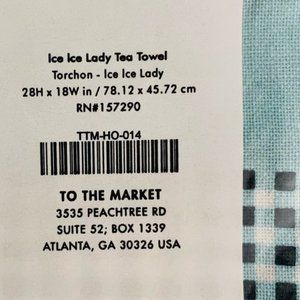 Ice Ice Lady Tea Towel
Torchon - Ice Ice Lady
28H x 18W in / 78.12 x 45.72 cm
RN#157290
TTM-HO-014
TO THE MARKET
3535 PEACHTREE RD
SUITE 52; BOX 1339
ATLANTA, GA 30326 USA